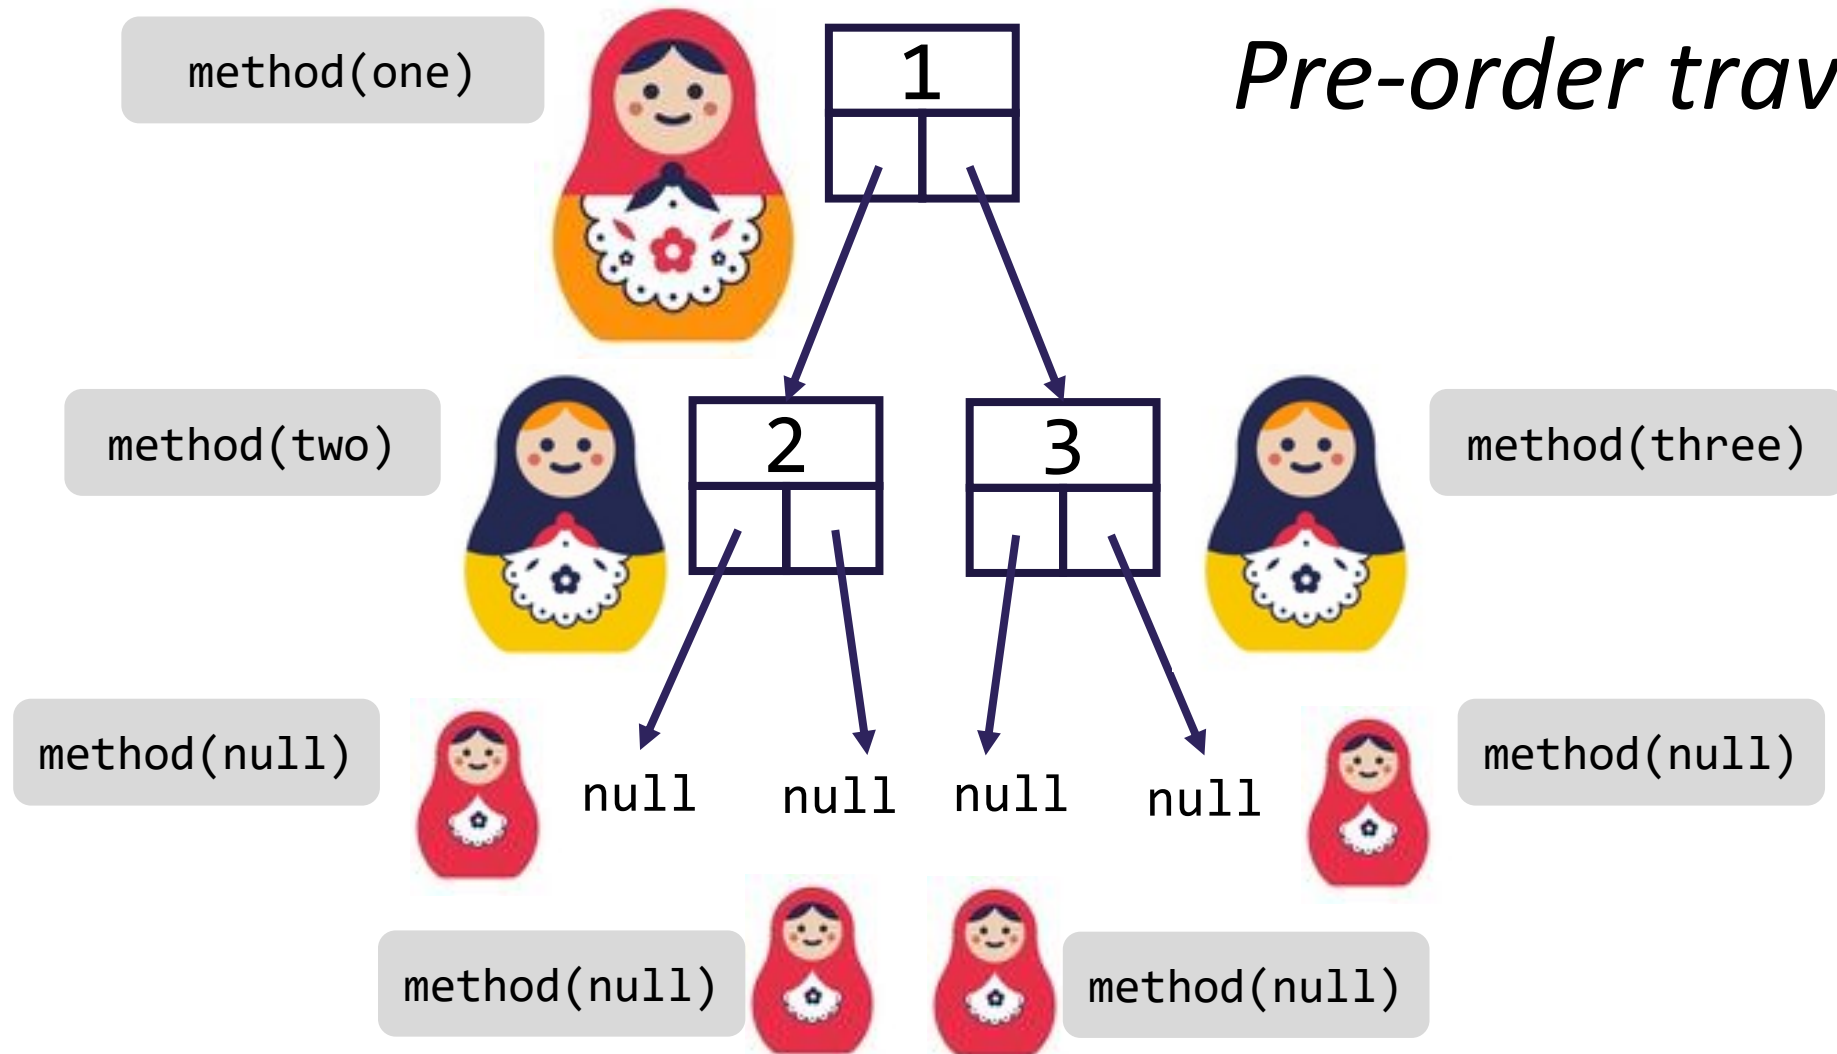 method(one)
1
Pre-order trav
method(two)
2
3
method(three)
method(null)
null
null
null
null
method(null)
method(null)
method(null)